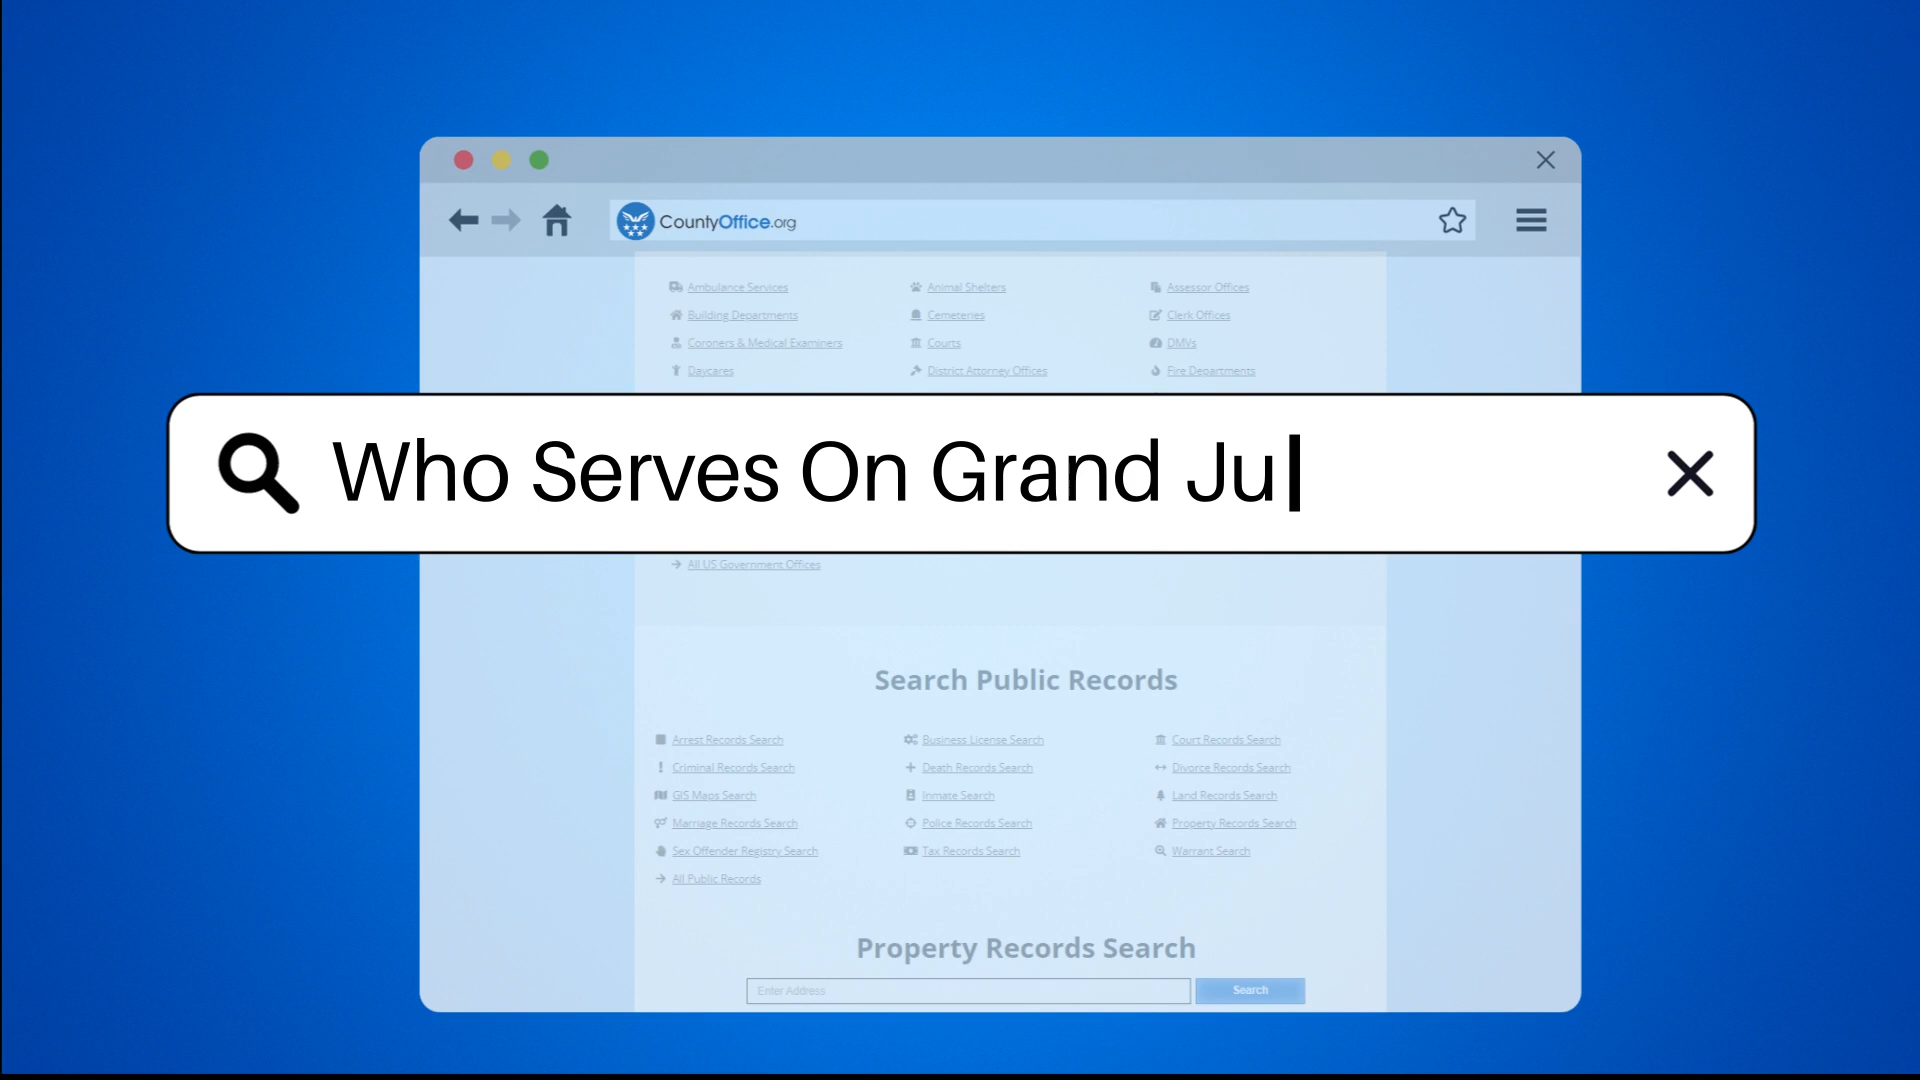 CountyOffice.org
Ambulance Services Animal Shelters Assessor Offices
Building Departments Cemeteries Clerk Offices
Coroners & Medical Examiners Courts DMVs
Daycares District Attorney Offices Fire Departments
Who Serves On Grand Ju
All US Government Offices
Search Public Records
Arrest Records Search Business License Search Court Records Search
Criminal Records Search Death Records Search Divorce Records Search
GIS Maps Search Inmate Search Land Records Search
Marriage Records Search Police Records Search Property Records Search
Sex Offender Registry Search Tax Records Search Warrant Search
All Public Records
Property Records Search
Enter Address Search